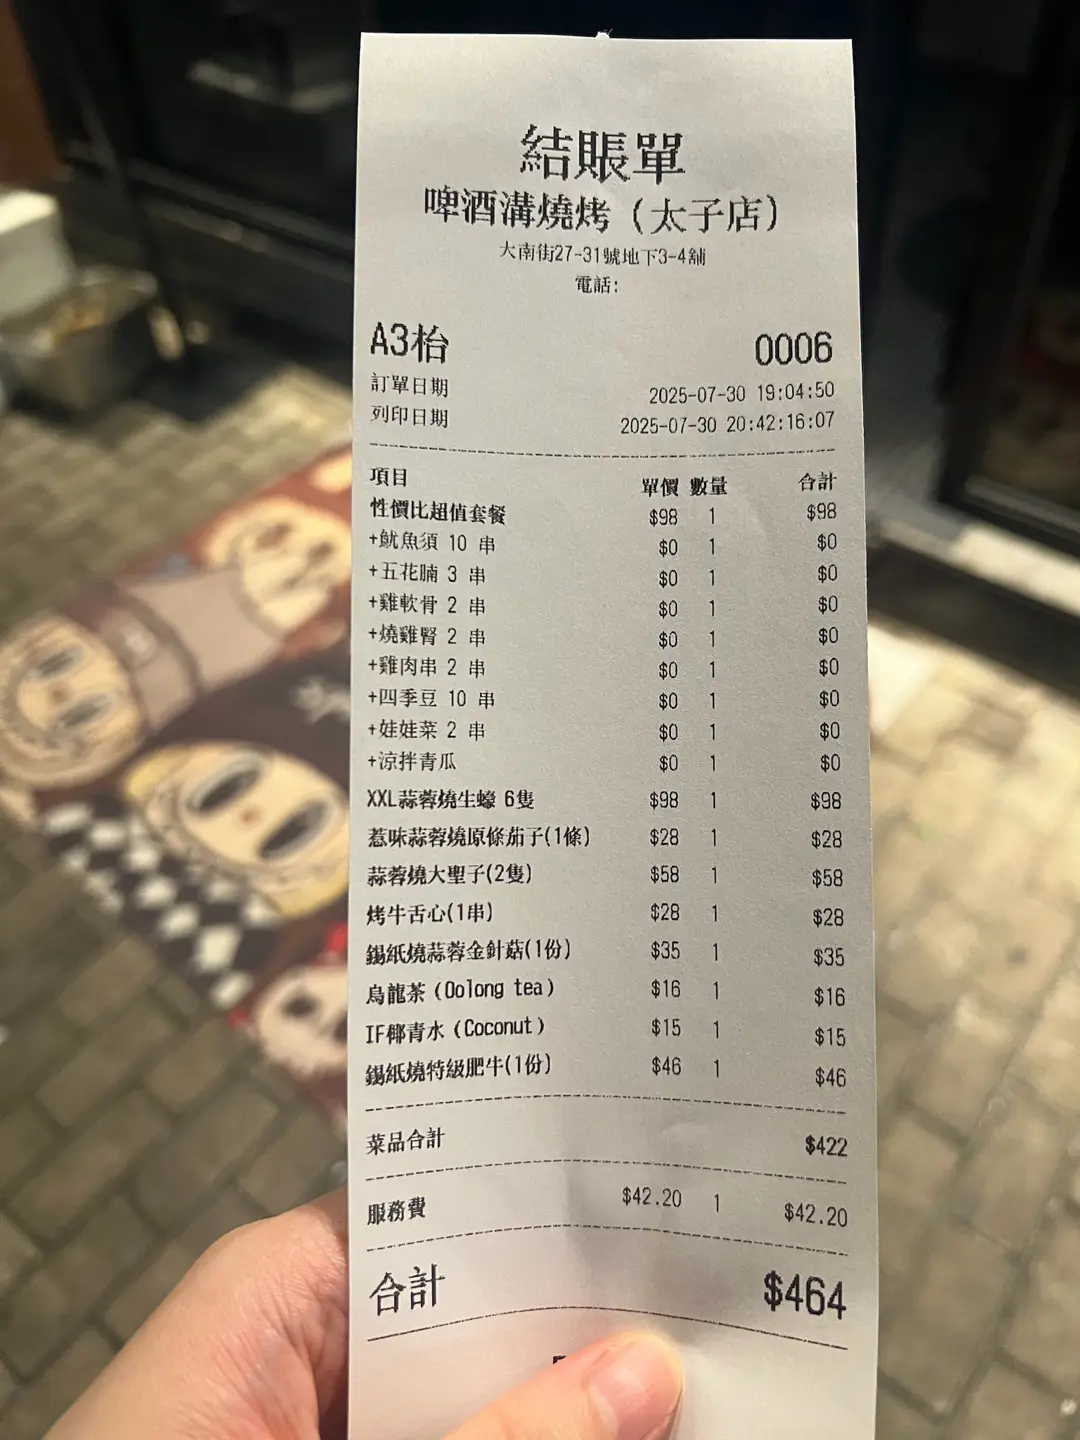 結賬單
啤酒溝燒烤（太子店）
大南街27-31號地下3-4舖
電話:
A3枱 0006
訂單日期 2025-07-30 19:04:50
列印日期 2025-07-30 20:42:16:07
項目 單價 數量 合計
性價比超值套餐 $98 1 $98
+魷魚須 10 串 $0 1 $0
+五花腩 3 串 $0 1 $0
+雞軟骨 2 串 $0 1 $0
+燒雞腎 2 串 $0 1 $0
+雞肉串 2 串 $0 1 $0
+四季豆 10 串 $0 1 $0
+娃娃菜 2 串 $0 1 $0
+涼拌青瓜 $0 1 $0
XXL蒜蓉燒生蠔 6隻 $98 1 $98
惹味蒜蓉燒原條茄子(1條) $28 1 $28
蒜蓉燒大聖子(2隻) $58 1 $58
烤牛舌心(1串) $28 1 $28
錫紙燒蒜蓉金針菇(1份) $35 1 $35
烏龍茶（Oolong tea） $16 1 $16
IF椰青水（Coconut） $15 1 $15
錫紙燒特級肥牛(1份) $46 1 $46
菜品合計 $422
服務費 $42.20 1 $42.20
合計 $464